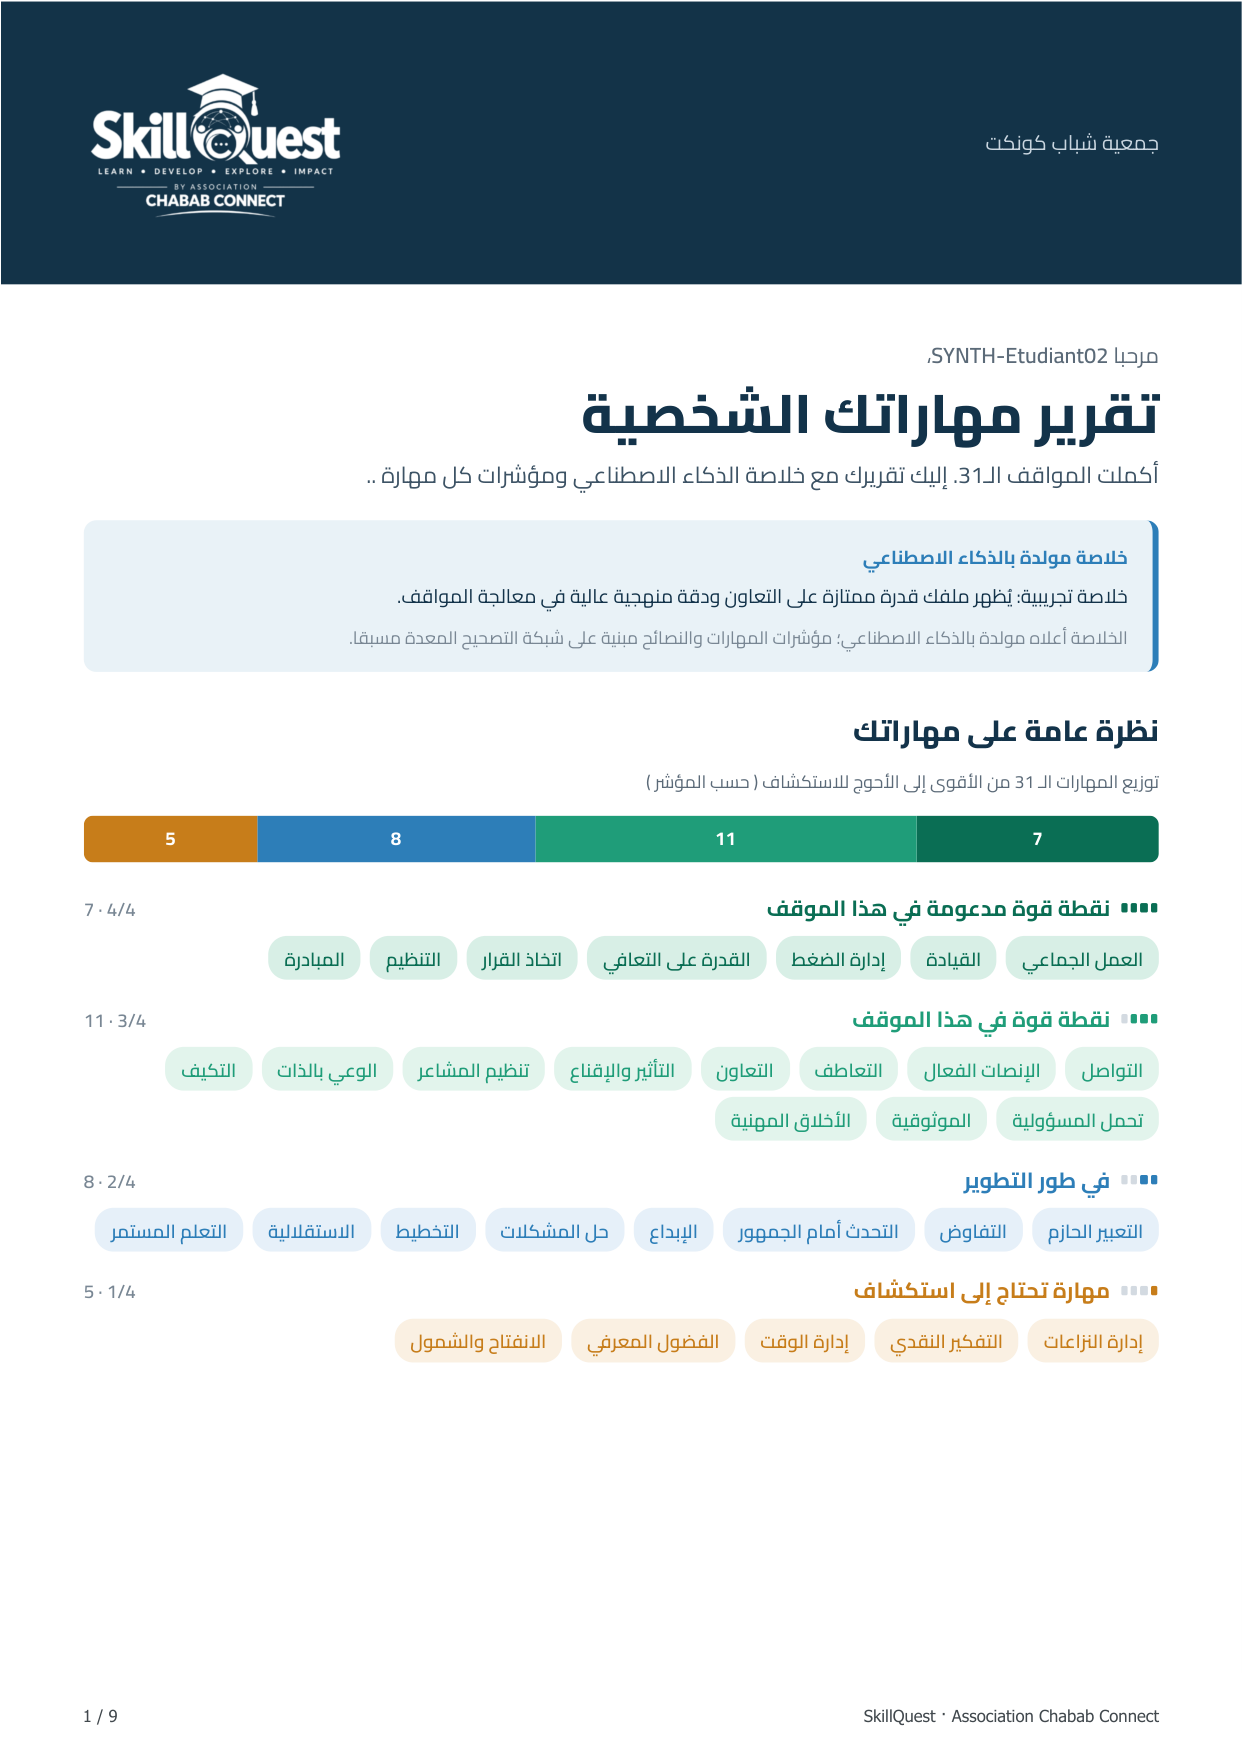 جمعية شباب كونكت
SkillQuest
LEARN • DEVELOP • EXPLORE • IMPACT
BY ASSOCIATION
CHABAB CONNECT
مرحبا SYNTH-Etudiant02،
تقرير مهاراتك الشخصية
أكملت المواقف الـ31. إليك تقريرك مع خلاصة الذكاء الاصطناعي ومؤشرات كل مهارة ..
خلاصة مولدة بالذكاء الاصطناعي
خلاصة تجريبية: يُظهر ملفك قدرة ممتازة على التعاون ودقة منهجية عالية في معالجة المواقف.
الخلاصة أعلاه مولدة بالذكاء الاصطناعي؛ مؤشرات المهارات والنصائح مبنية على شبكة التصحيح المعدة مسبقا.
نظرة عامة على مهاراتك
توزيع المهارات الـ 31 من الأقوى إلى الأحوج للاستكشاف ( حسب المؤشر )
7 11 8 5
نقطة قوة مدعومة في هذا الموقف 7 · 4/4
العمل الجماعي القيادة إدارة الضغط القدرة على التعافي اتخاذ القرار التنظيم المبادرة
نقطة قوة في هذا الموقف 11 · 3/4
التواصل الإنصات الفعال التعاطف التعاون التأثير والإقناع تنظيم المشاعر الوعي بالذات التكيف
تحمل المسؤولية الموثوقية الأخلاق المهنية
في طور التطوير 8 · 2/4
التعبير الحازم التفاوض التحدث أمام الجمهور الإبداع حل المشكلات التخطيط الاستقلالية التعلم المستمر
مهارة تحتاج إلى استكشاف 5 · 1/4
إدارة النزاعات التفكير النقدي إدارة الوقت الفضول المعرفي الانفتاح والشمول
SkillQuest · Association Chabab Connect
1 / 9